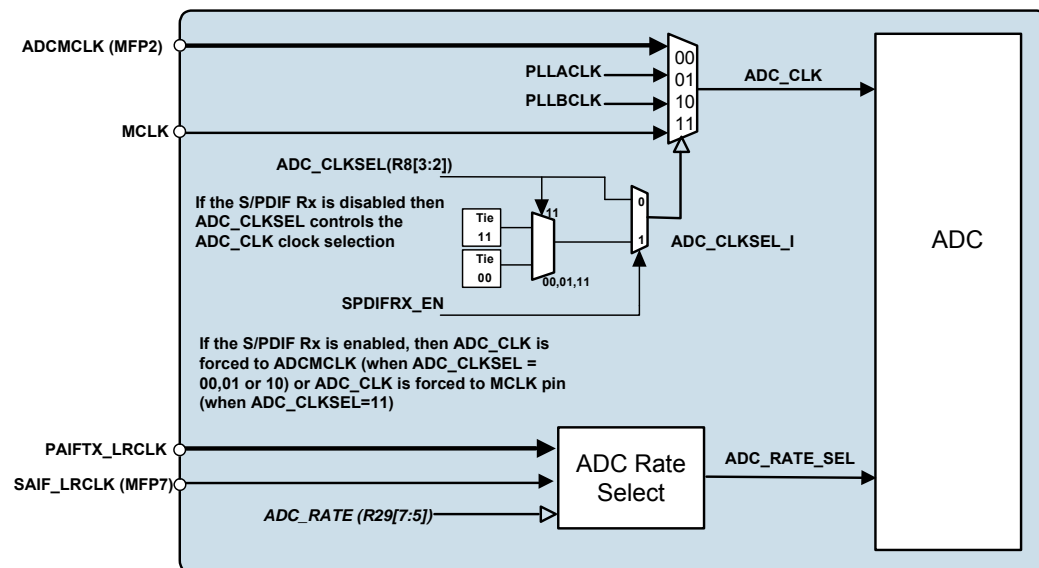 ADCMCLK (MFP2)
PLLACLK
PLLBCLK
MCLK
00
01
10
11
ADC_CLK
ADC_CLKSEL(R8[3:2])
If the S/PDIF Rx is disabled then
ADC_CLKSEL controls the
ADC_CLK clock selection
Tie
11
Tie
00
11
00,01,11
0
1
ADC_CLKSEL_I
SPDIFRX_EN
ADC
If the S/PDIF Rx is enabled, then ADC_CLK is
forced to ADCMCLK (when ADC_CLKSEL =
00,01 or 10) or ADC_CLK is forced to MCLK pin
(when ADC_CLKSEL=11)
PAIFTX_LRCLK
SAIF_LRCLK (MFP7)
ADC_RATE (R29[7:5])
ADC Rate
Select
ADC_RATE_SEL